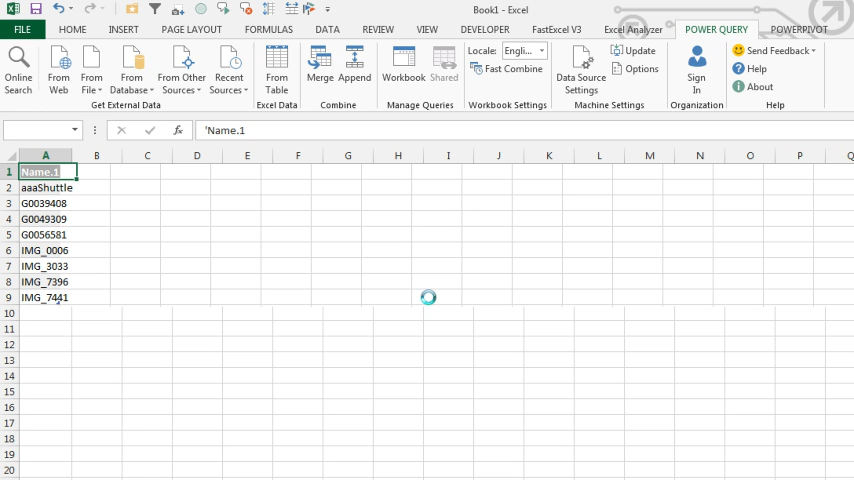 Book1 - Excel
FILE HOME INSERT PAGE LAYOUT FORMULAS DATA REVIEW VIEW DEVELOPER FastExcel V3 Excel Analyzer POWER QUERY POWERPIVOT
Online Search
From Web
From File
From Database
From Other Sources
Recent Sources
Get External Data
From Table
Excel Data
Merge Append
Combine
Workbook Shared
Manage Queries
Locale: Engli...
Fast Combine
Workbook Settings
Data Source Settings
Update
Options
Machine Settings
Sign In
Organization
Send Feedback
Help
About
Help
fx 'Name.1
A B C D E F G H I J K L M N O P Q
1 Name.1
2 aaaShuttle
3 G0039408
4 G0049309
5 G0056581
6 IMG_0006
7 IMG_3033
8 IMG_7396
9 IMG_7441
10
11
12
13
14
15
16
17
18
19
20